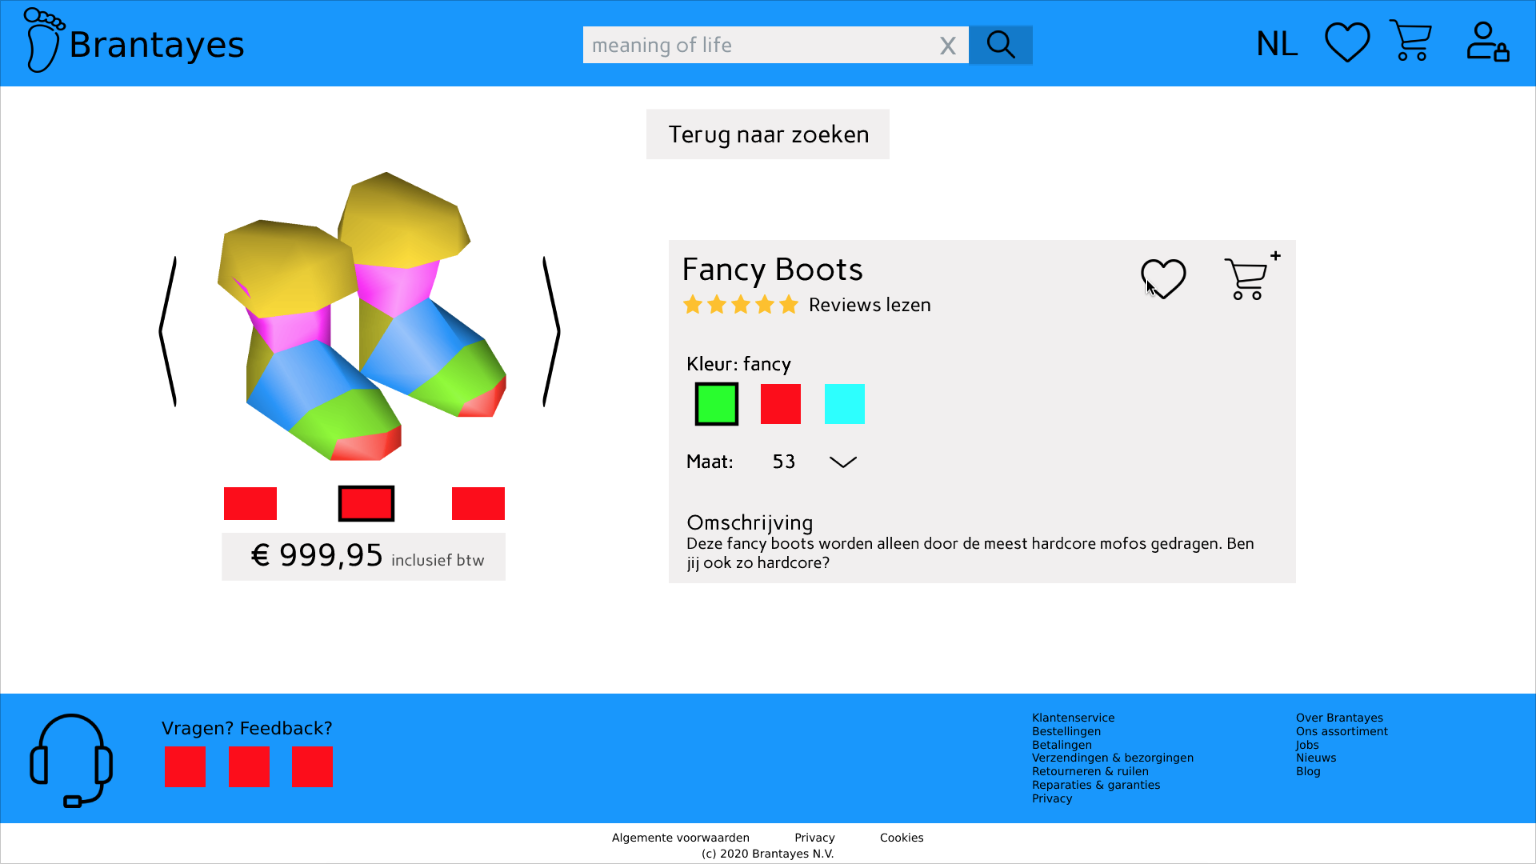 Brantayes
meaning of life X
NL
Terug naar zoeken
Fancy Boots
Reviews lezen
Kleur: fancy
Maat: 53
Omschrijving
Deze fancy boots worden alleen door de meest hardcore mofos gedragen. Ben
jij ook zo hardcore?
€ 999,95 inclusief btw
Vragen? Feedback?
Klantenservice
Bestellingen
Betalingen
Verzendingen & bezorgingen
Retourneren & ruilen
Reparaties & garanties
Privacy
Over Brantayes
Ons assortiment
Jobs
Nieuws
Blog
Algemente voorwaarden Privacy Cookies
(c) 2020 Brantayes N.V.